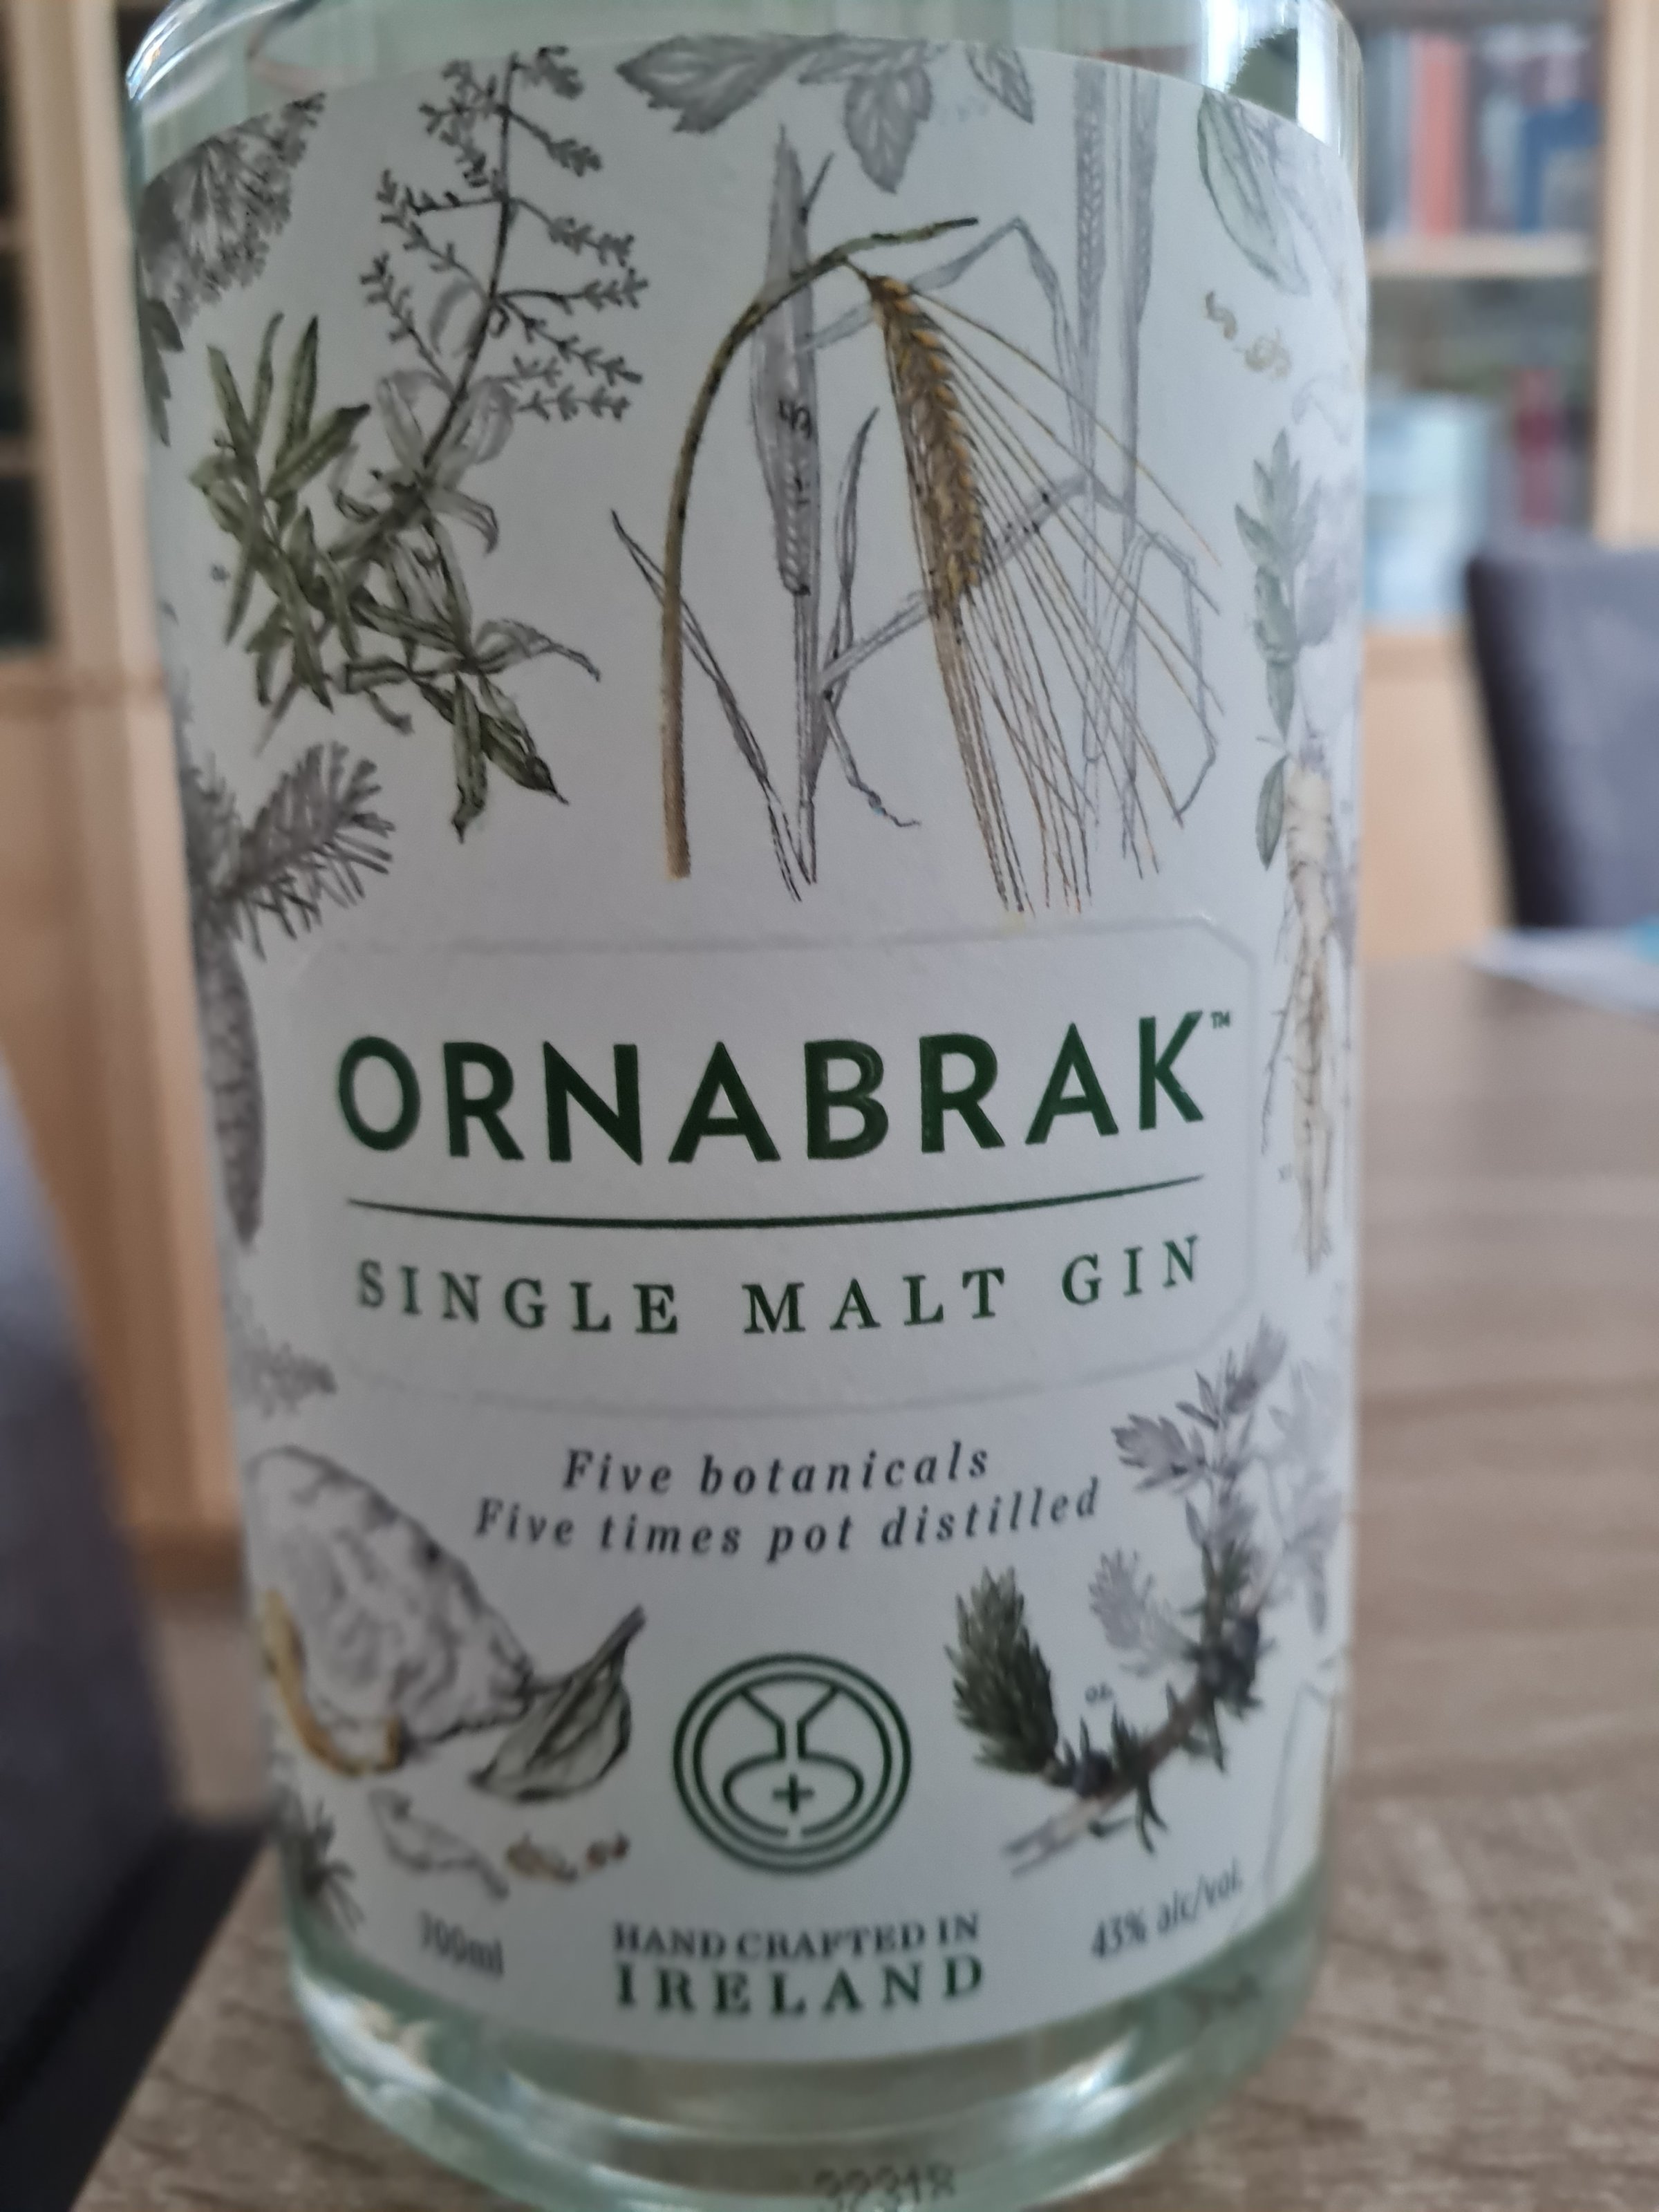 ORNABRAK™
SINGLE MALT GIN
Five botanicals
Five times pot distilled
700ml
HAND CRAFTED IN
IRELAND
43% alc/vol.